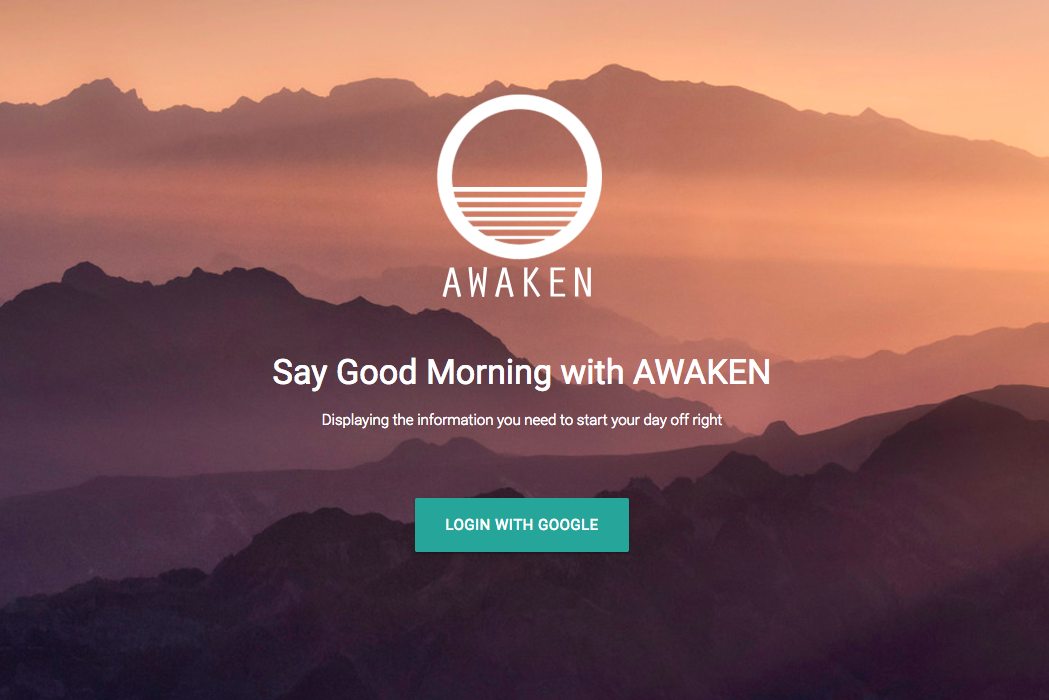 AWAKEN
Say Good Morning with AWAKEN
Displaying the information you need to start your day off right
LOGIN WITH GOOGLE